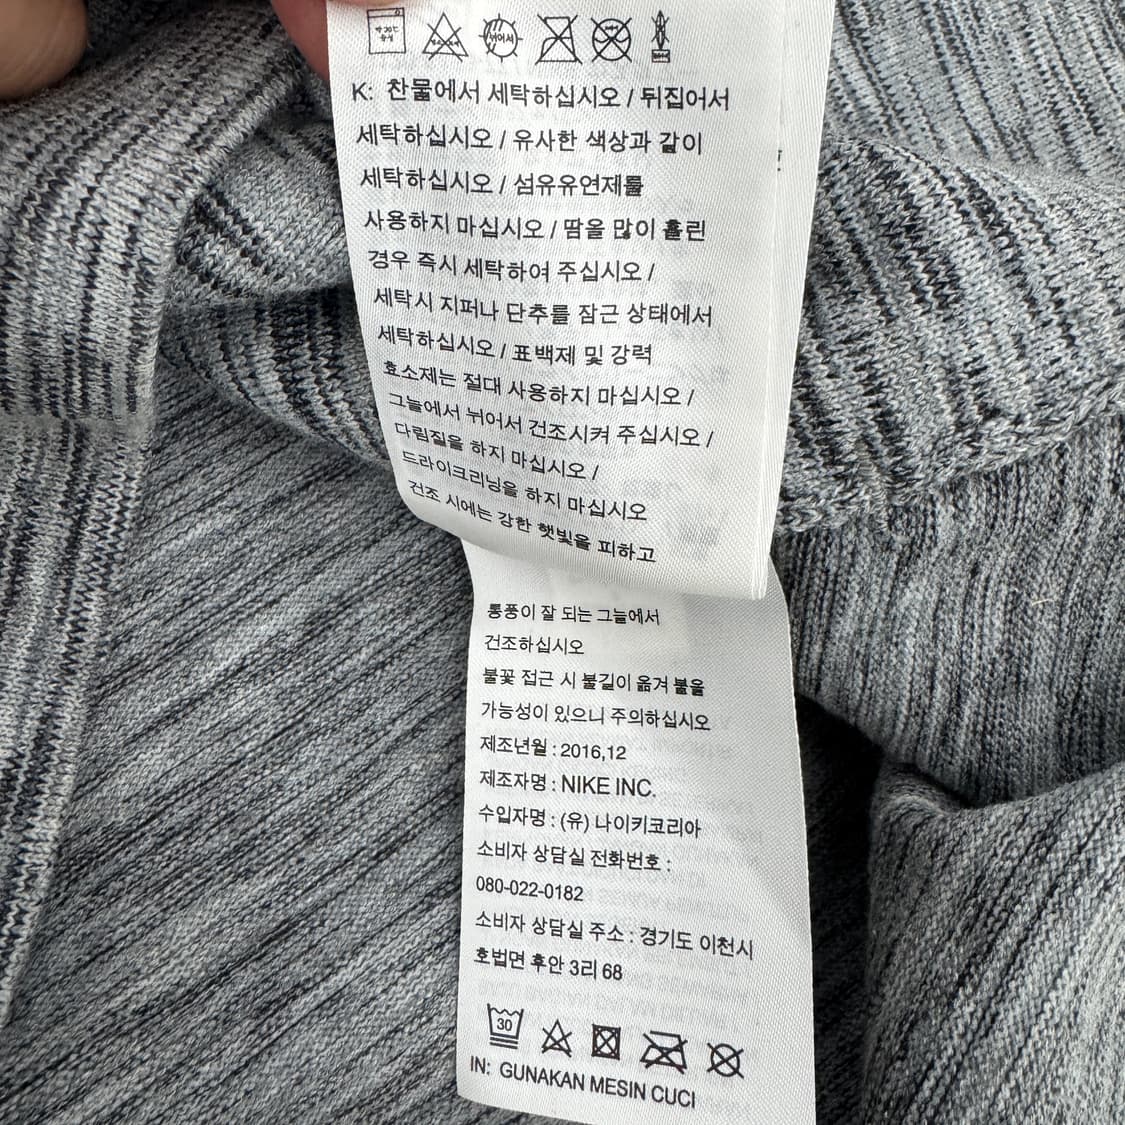 K: 찬물에서 세탁하십시오 / 뒤집어서
세탁하십시오 / 유사한 색상과 같이
세탁하십시오 / 섬유유연제를
사용하지 마십시오 / 땀을 많이 흘린
경우 즉시 세탁하여 주십시오 /
세탁시 지퍼나 단추를 잠근 상태에서
세탁하십시오 / 표백제 및 강력
효소제는 절대 사용하지 마십시오 /
그늘에서 뉘어서 건조시켜 주십시오 /
다림질을 하지 마십시오 /
드라이크리닝을 하지 마십시오
건조 시에는 강한 햇빛을 피하고
통풍이 잘 되는 그늘에서
건조하십시오
불꽃 접근 시 불길이 옮겨 붙을
가능성이 있으니 주의하십시오
제조년월 : 2016,12
제조자명 : NIKE INC.
수입자명 : (유) 나이키코리아
소비자 상담실 전화번호 :
080-022-0182
소비자 상담실 주소 : 경기도 이천시
호법면 후안 3리 68
30
IN: GUNAKAN MESIN CUCI